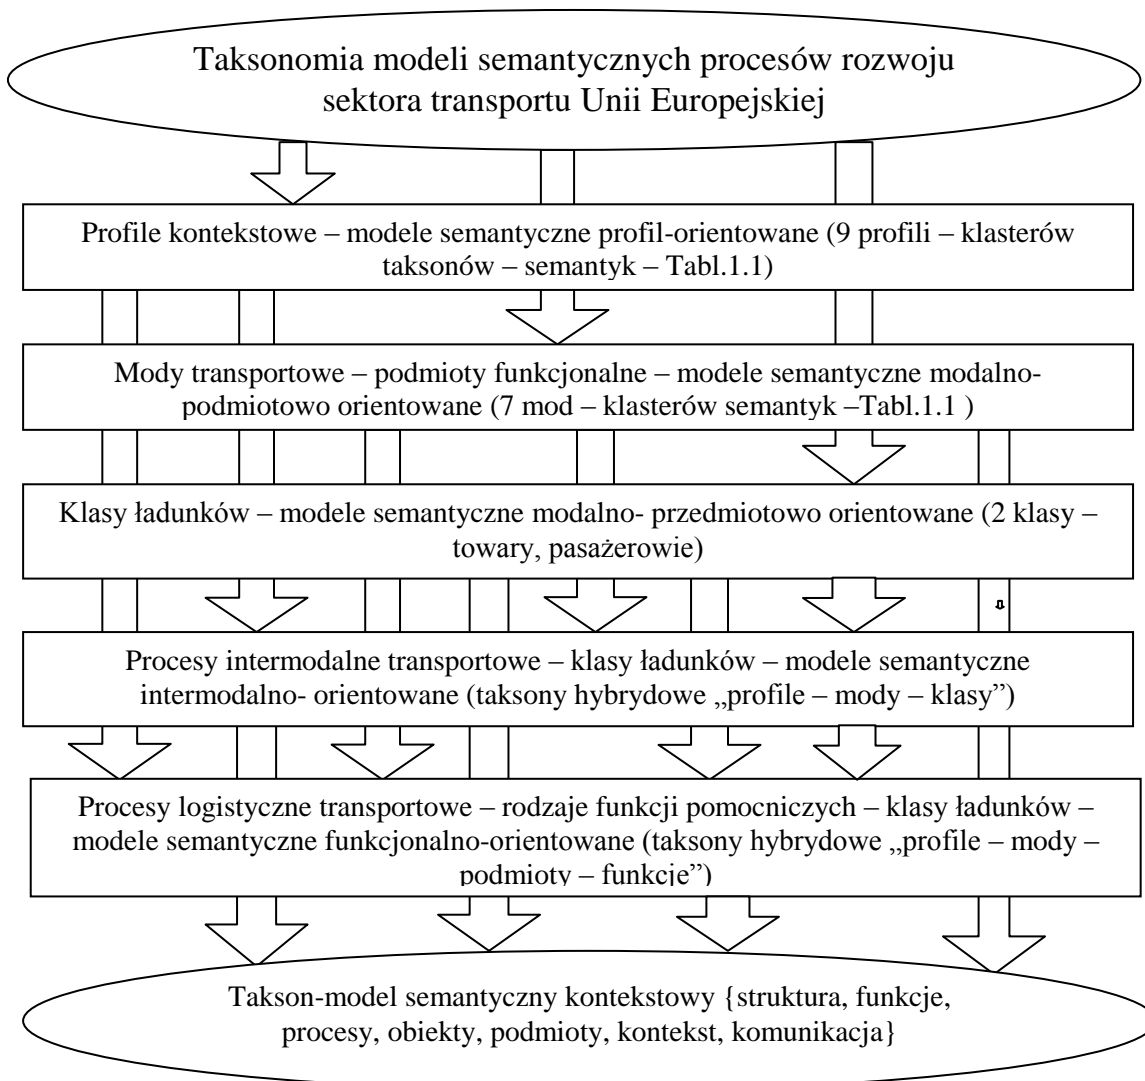 Taksonomia modeli semantycznych procesów rozwoju
sektora transportu Unii Europejskiej
Profile kontekstowe – modele semantyczne profil-orientowane (9 profili – klasterów
taksonów – semantyk – Tabl.1.1)
Mody transportowe – podmioty funkcjonalne – modele semantyczne modalno-
podmiotowo orientowane (7 mod – klasterów semantyk –Tabl.1.1 )
Klasy ładunków – modele semantyczne modalno- przedmiotowo orientowane (2 klasy –
towary, pasażerowie)
Procesy intermodalne transportowe – klasy ładunków – modele semantyczne
intermodalno- orientowane (taksony hybrydowe „profile – mody – klasy”)
Procesy logistyczne transportowe – rodzaje funkcji pomocniczych – klasy ładunków –
modele semantyczne funkcjonalno-orientowane (taksony hybrydowe „profile – mody –
podmioty – funkcje”)
Takson-model semantyczny kontekstowy {struktura, funkcje,
procesy, obiekty, podmioty, kontekst, komunikacja}